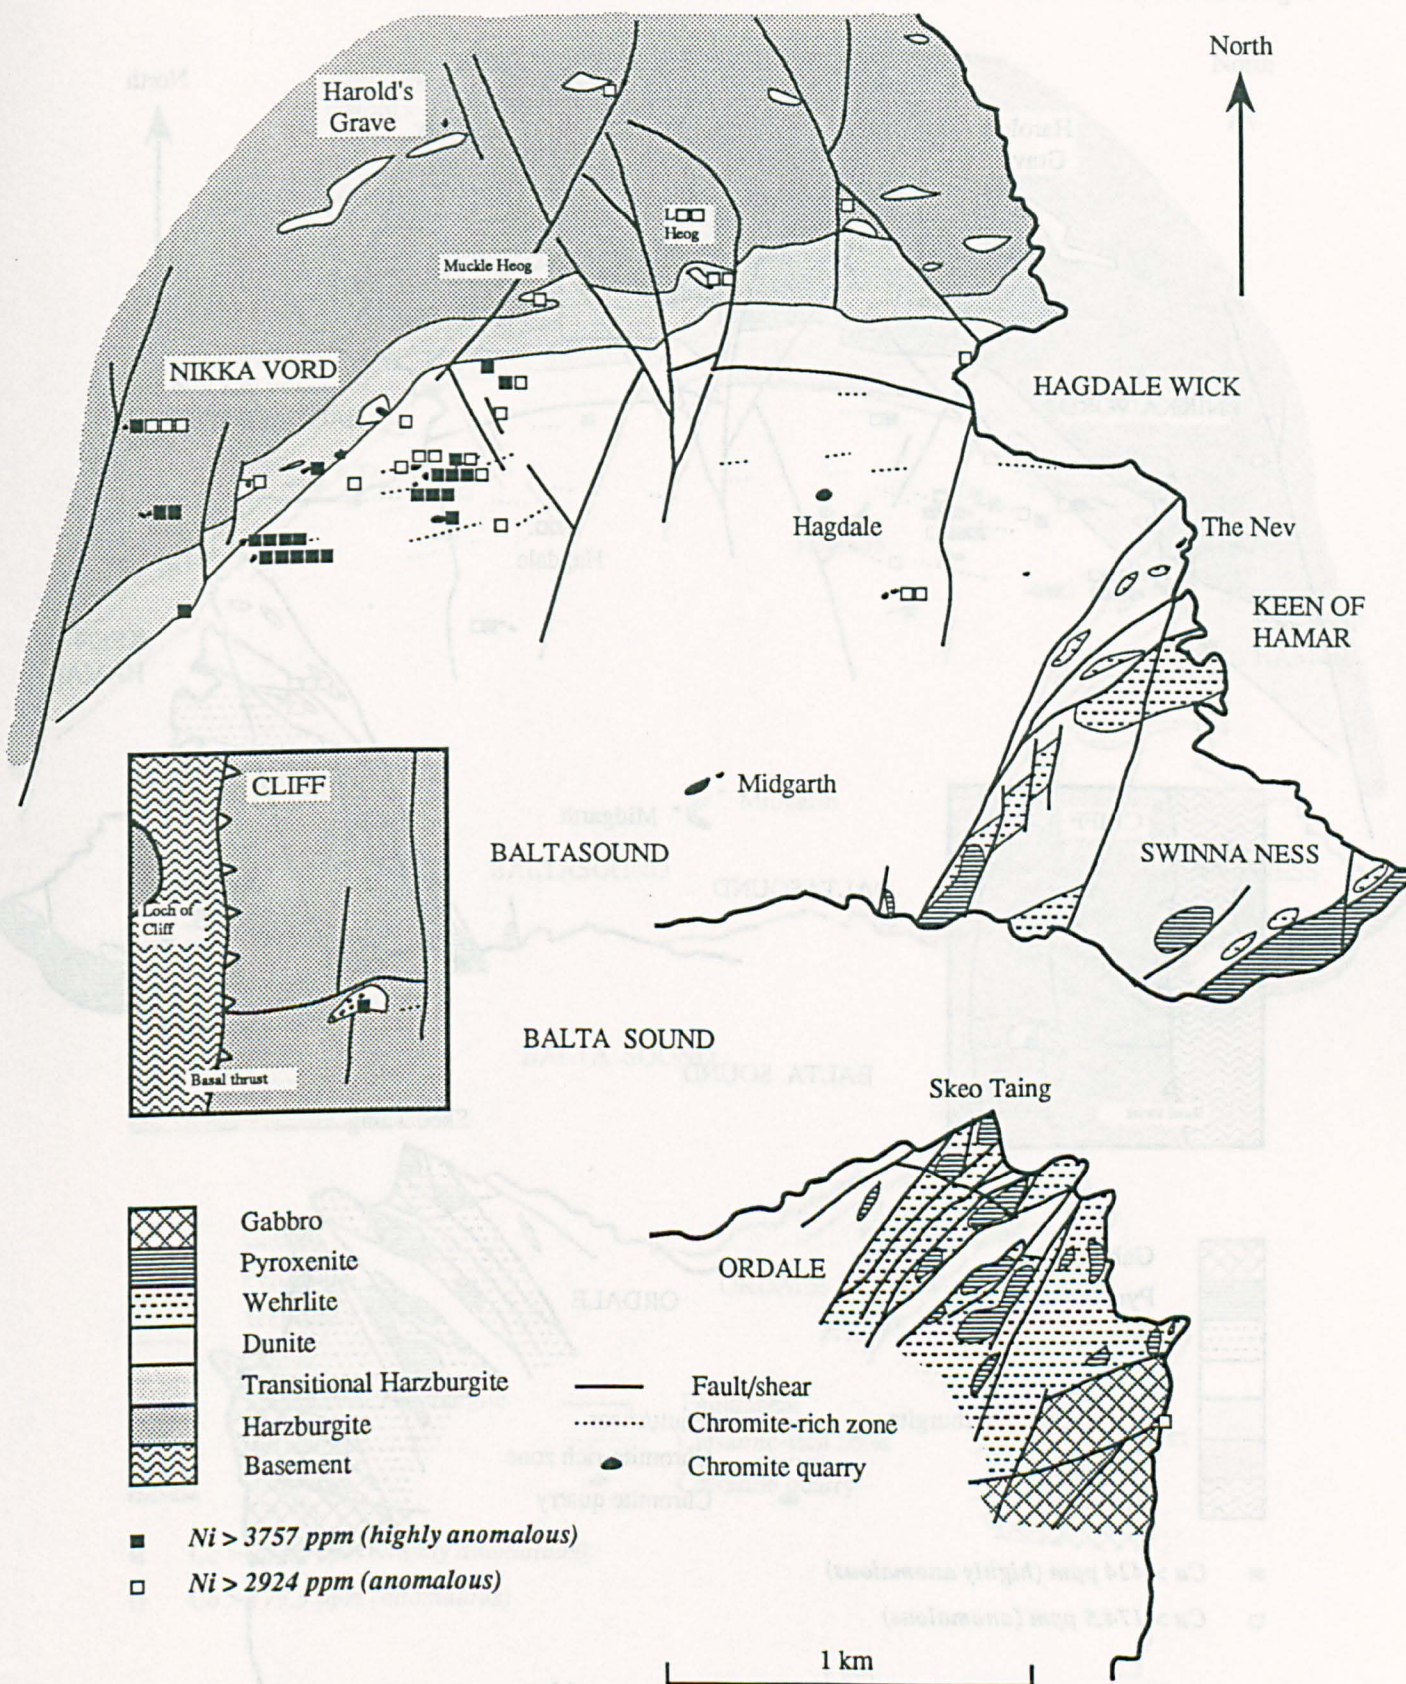 North
Harold's
Grave
L
Heog
Muckle Heog
NIKKA VORD
HAGDALE WICK
Hagdale
The Nev
KEEN OF
HAMAR
CLIFF
Midgarth
BALTASOUND
SWINNA NESS
Loch of
Cliff
BALTA SOUND
Basal thrust
Skeo Taing
ORDALE
Gabbro
Pyroxenite
Wehrlite
Dunite
Transitional Harzburgite
Harzburgite
Basement
Fault/shear
Chromite-rich zone
Chromite quarry
Ni > 3757 ppm (highly anomalous)
Ni > 2924 ppm (anomalous)
1 km